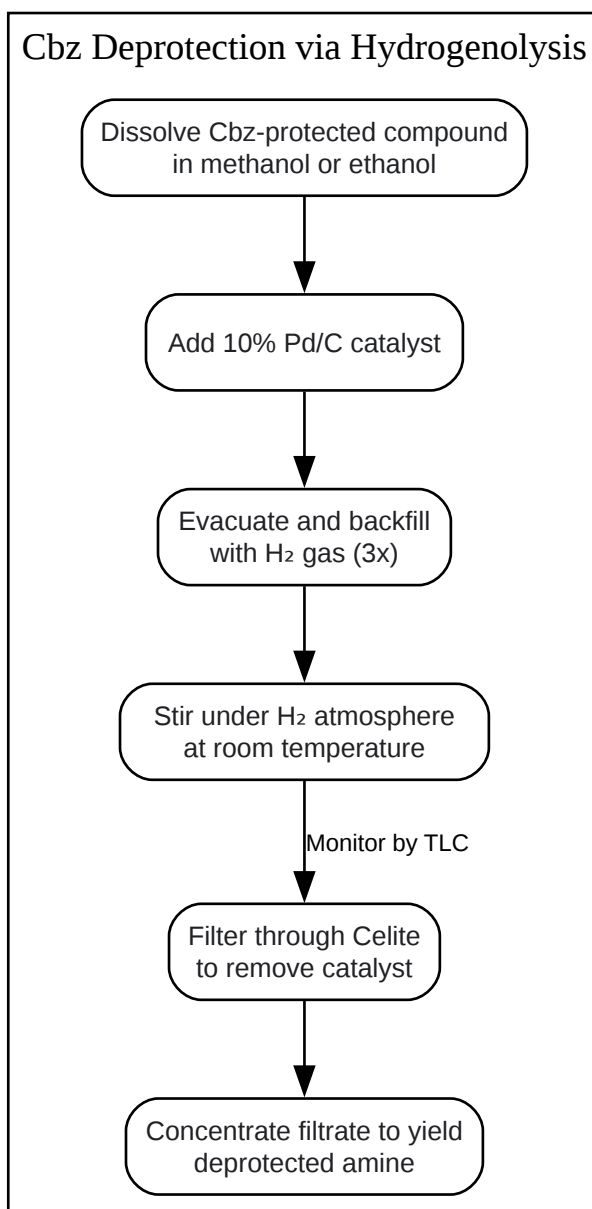 Cbz Deprotection via Hydrogenolysis
Dissolve Cbz-protected compound
in methanol or ethanol
Add 10% Pd/C catalyst
Evacuate and backfill
with H₂ gas (3x)
Stir under H₂ atmosphere
at room temperature
Monitor by TLC
Filter through Celite
to remove catalyst
Concentrate filtrate to yield
deprotected amine